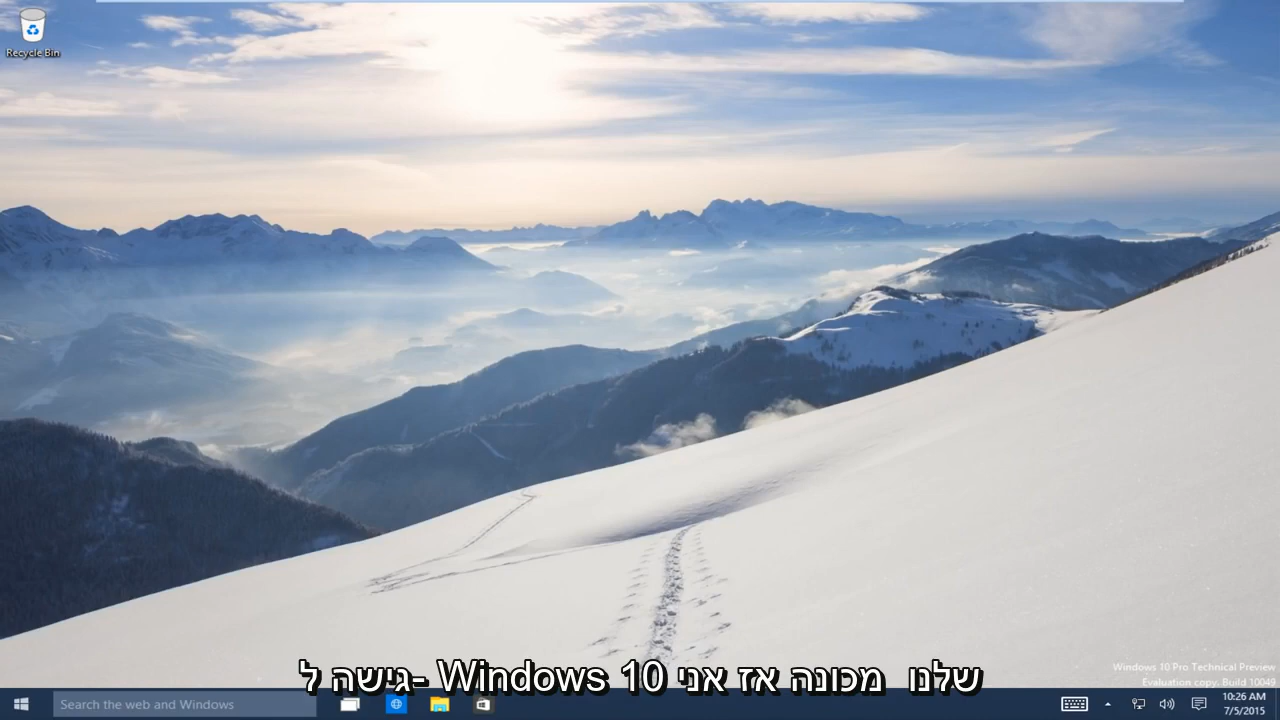 Recycle Bin
Windows 10 Pro Technical Preview
Evaluation copy. Build 10049
גישה ל- Windows 10 שלנו מכונה אז אני
Search the web and Windows
10:26 AM
7/5/2015